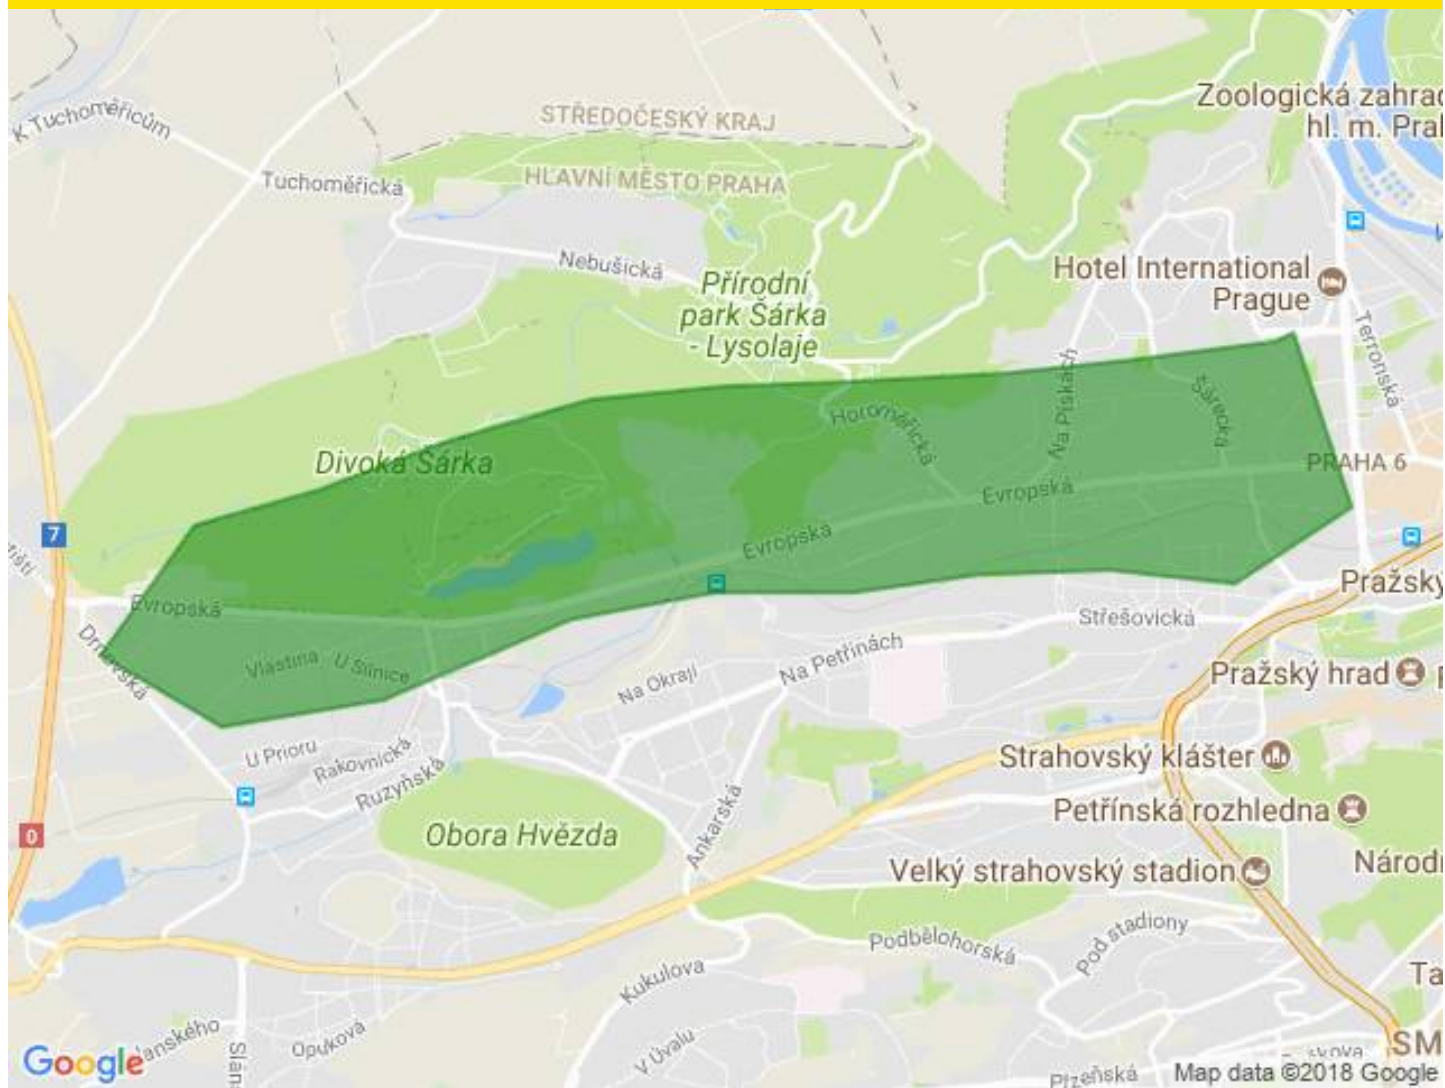 Zoologická zahrad
hl. m. Pral
K Tuchoměřicům
STŘEDOČESKÝ KRAJ
Tuchoměřická
HLAVNÍ MĚSTO PRAHA
Nebušická
Přírodní
park Šárka
- Lysolaje
Hotel International
Prague
Terronská
Na Pískách
Šárecká
Horoměřická
Divoká Šárka
PRAHA 6
Evropská
7
Evropská
Evropská
Pražský
Drnovská
Střešovická
Vlastina
U Silnice
Na Petřinách
Na Okraji
Pražský hrad
U Prioru
Rakovnická
Ruzyňská
Strahovský klášter
Petřínská rozhledna
Ankarská
0
Obora Hvězda
Velký strahovský stadion
Národn
Podbělohorská
Pod stadiony
Kukulova
Ta
Opuková
V Úvalu
SM
Google
Plzeňská
Map data ©2018 Google